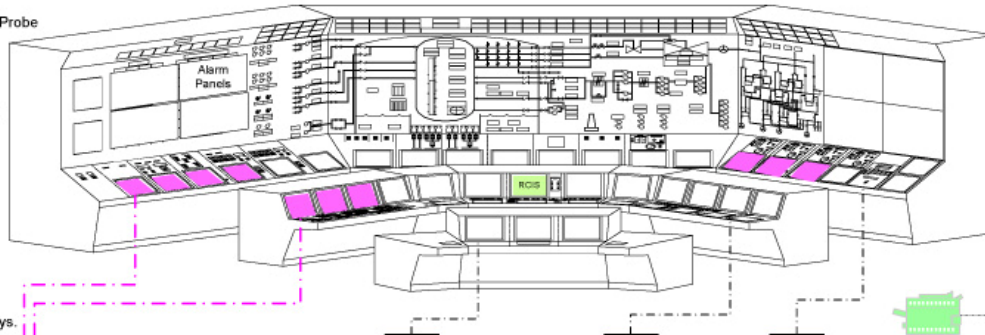 Probe
Alarm
Panels
RCIS
ys.